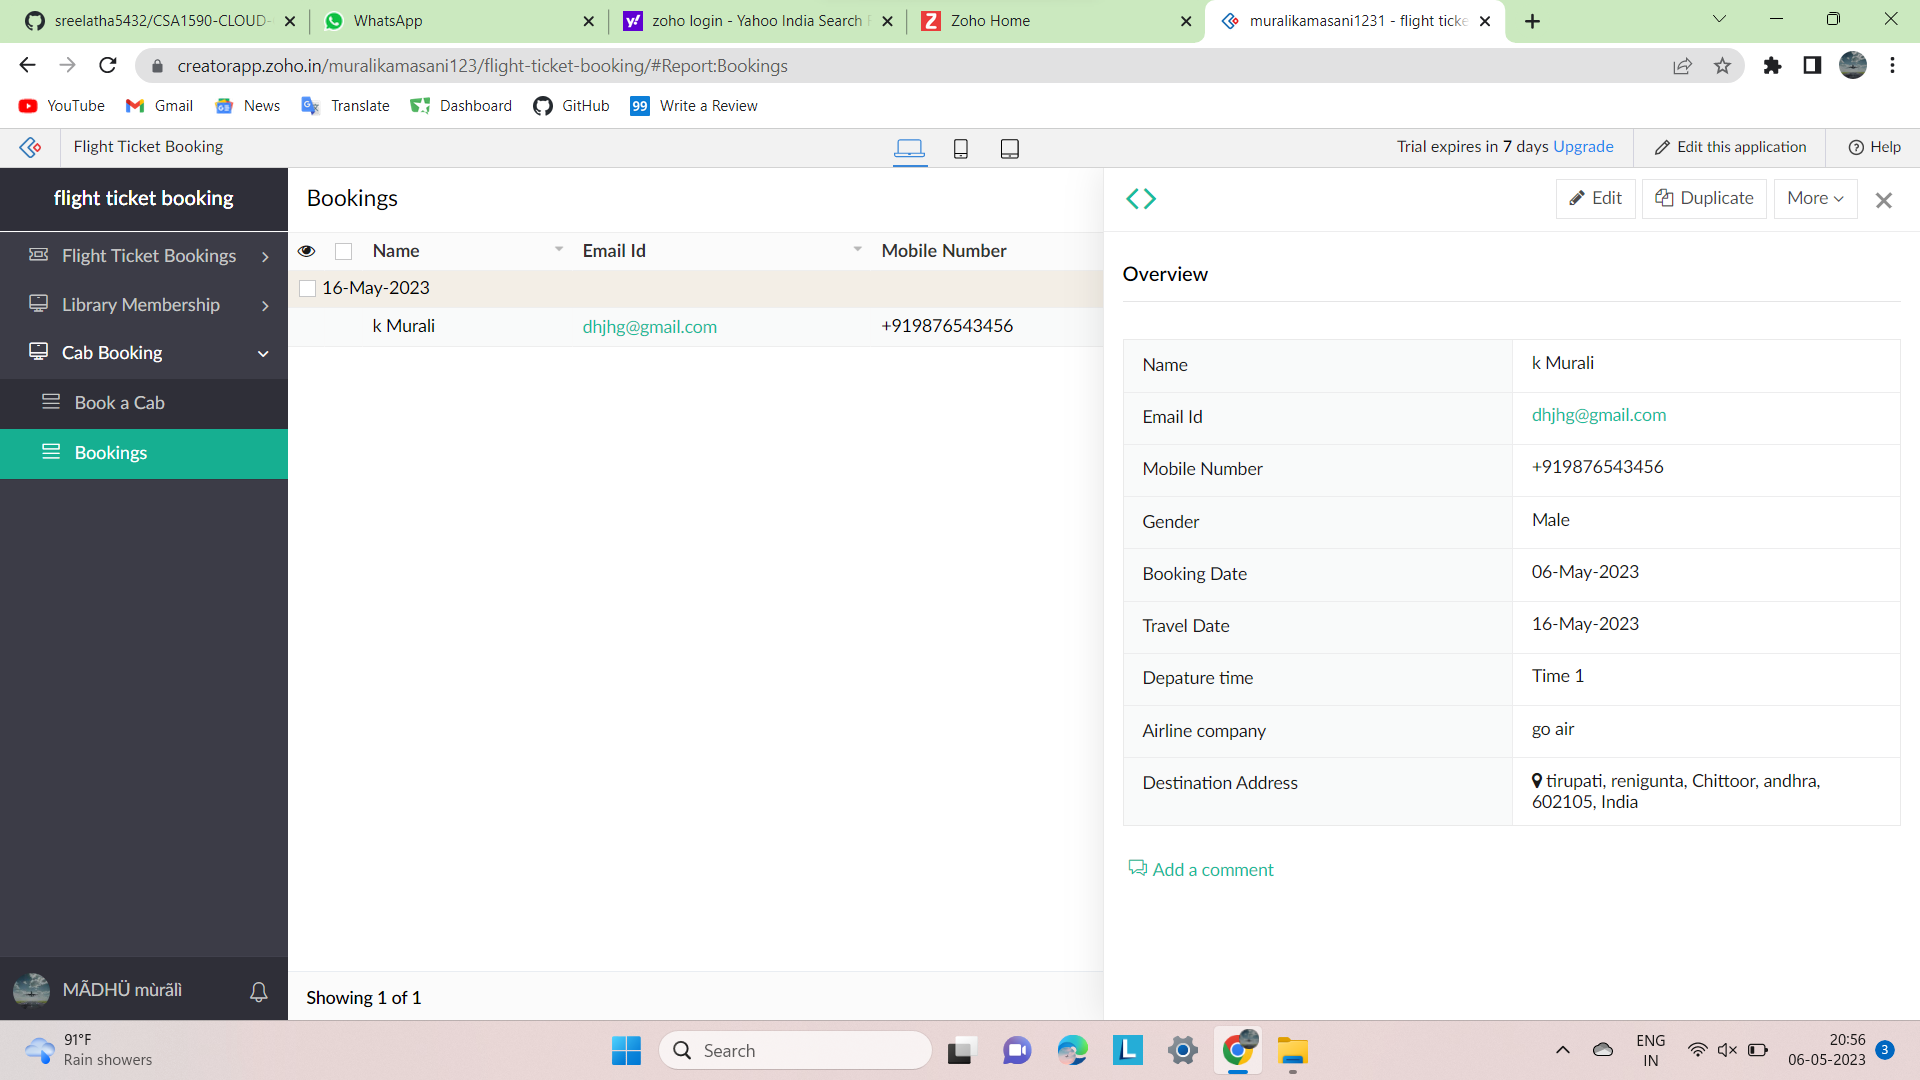 sreelatha5432/CSA1590-CLOUD-
WhatsApp
zoho login - Yahoo India Search
Zoho Home
muralikamasani1231 - flight ticke
creatorapp.zoho.in/muralikamasani123/flight-ticket-booking/#Report:Bookings
YouTube
Gmail
News
Translate
Dashboard
GitHub
99
Write a Review
Flight Ticket Booking
Trial expires in 7 days Upgrade
Edit this application
Help
flight ticket booking
Flight Ticket Bookings
Library Membership
Cab Booking
Book a Cab
Bookings
MÃDHÜ mùrãlì
Bookings
Name Email Id Mobile Number
16-May-2023
k Murali dhjhg@gmail.com +919876543456
Showing 1 of 1
Edit
Duplicate
More
Overview
Name k Murali
Email Id dhjhg@gmail.com
Mobile Number +919876543456
Gender Male
Booking Date 06-May-2023
Travel Date 16-May-2023
Depature time Time 1
Airline company go air
Destination Address tirupati, renigunta, Chittoor, andhra,
602105, India
Add a comment
91°F
Rain showers
Search
ENG
IN
20:56
06-05-2023
3